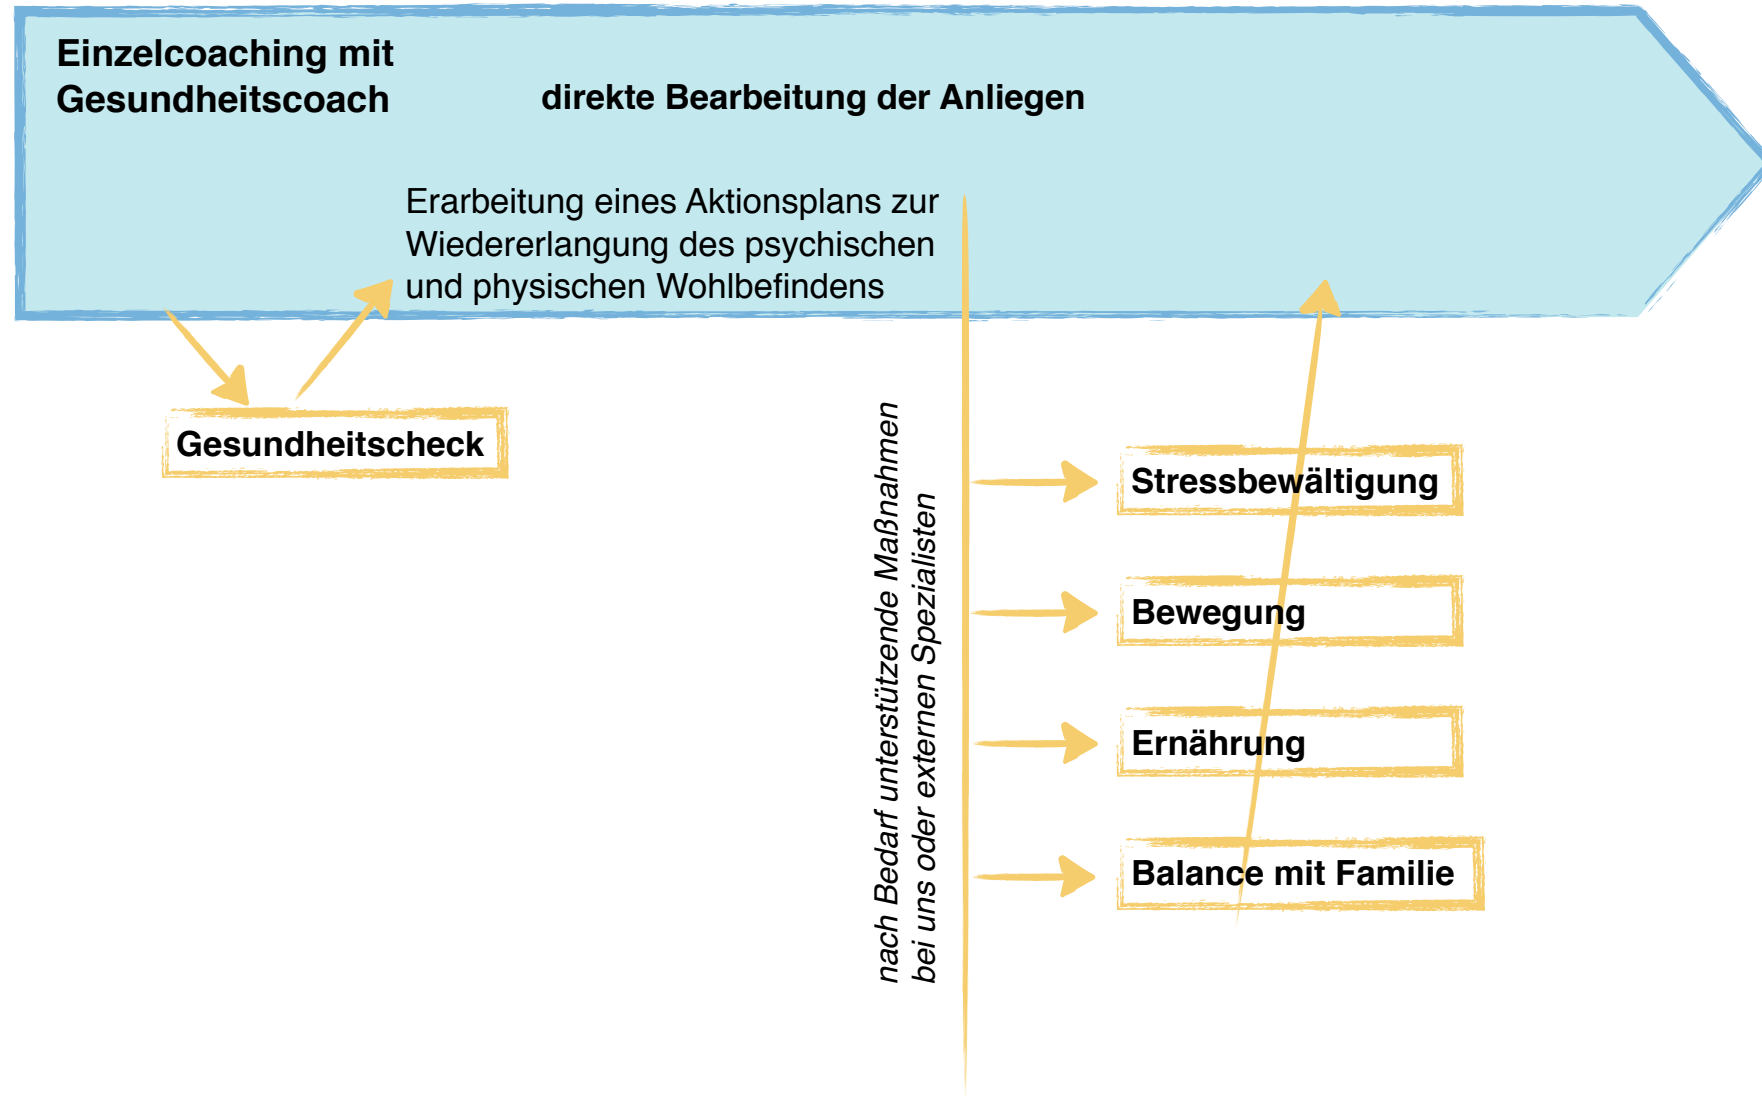 Einzelcoaching mit
Gesundheitscoach
direkte Bearbeitung der Anliegen
Erarbeitung eines Aktionsplans zur
Wiedererlangung des psychischen
und physischen Wohlbefindens
Gesundheitscheck
nach Bedarf unterstützende Maßnahmen
bei uns oder externen Spezialisten
Stressbewältigung
Bewegung
Ernährung
Balance mit Familie